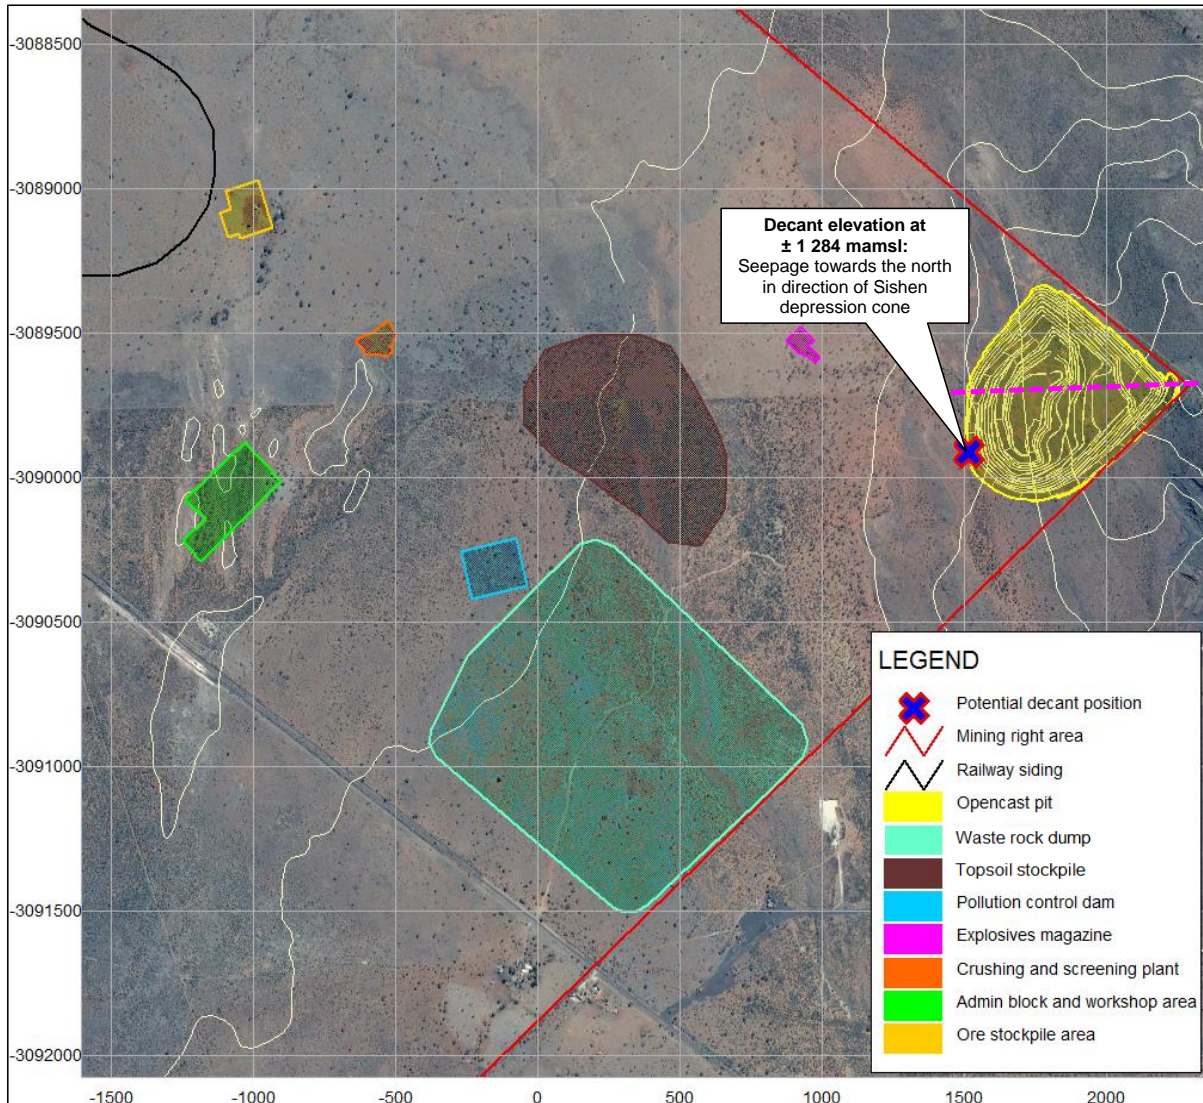 -3088500
-3089000
-3089500
-3090000
-3090500
-3091000
-3091500
-3092000
Decant elevation at
± 1 284 mamsl:
Seepage towards the north
in direction of Sishen
depression cone
LEGEND
Potential decant position
Mining right area
Railway siding
Opencast pit
Waste rock dump
Topsoil stockpile
Pollution control dam
Explosives magazine
Crushing and screening plant
Admin block and workshop area
Ore stockpile area
-1500 -1000 -500 0 500 1000 1500 2000